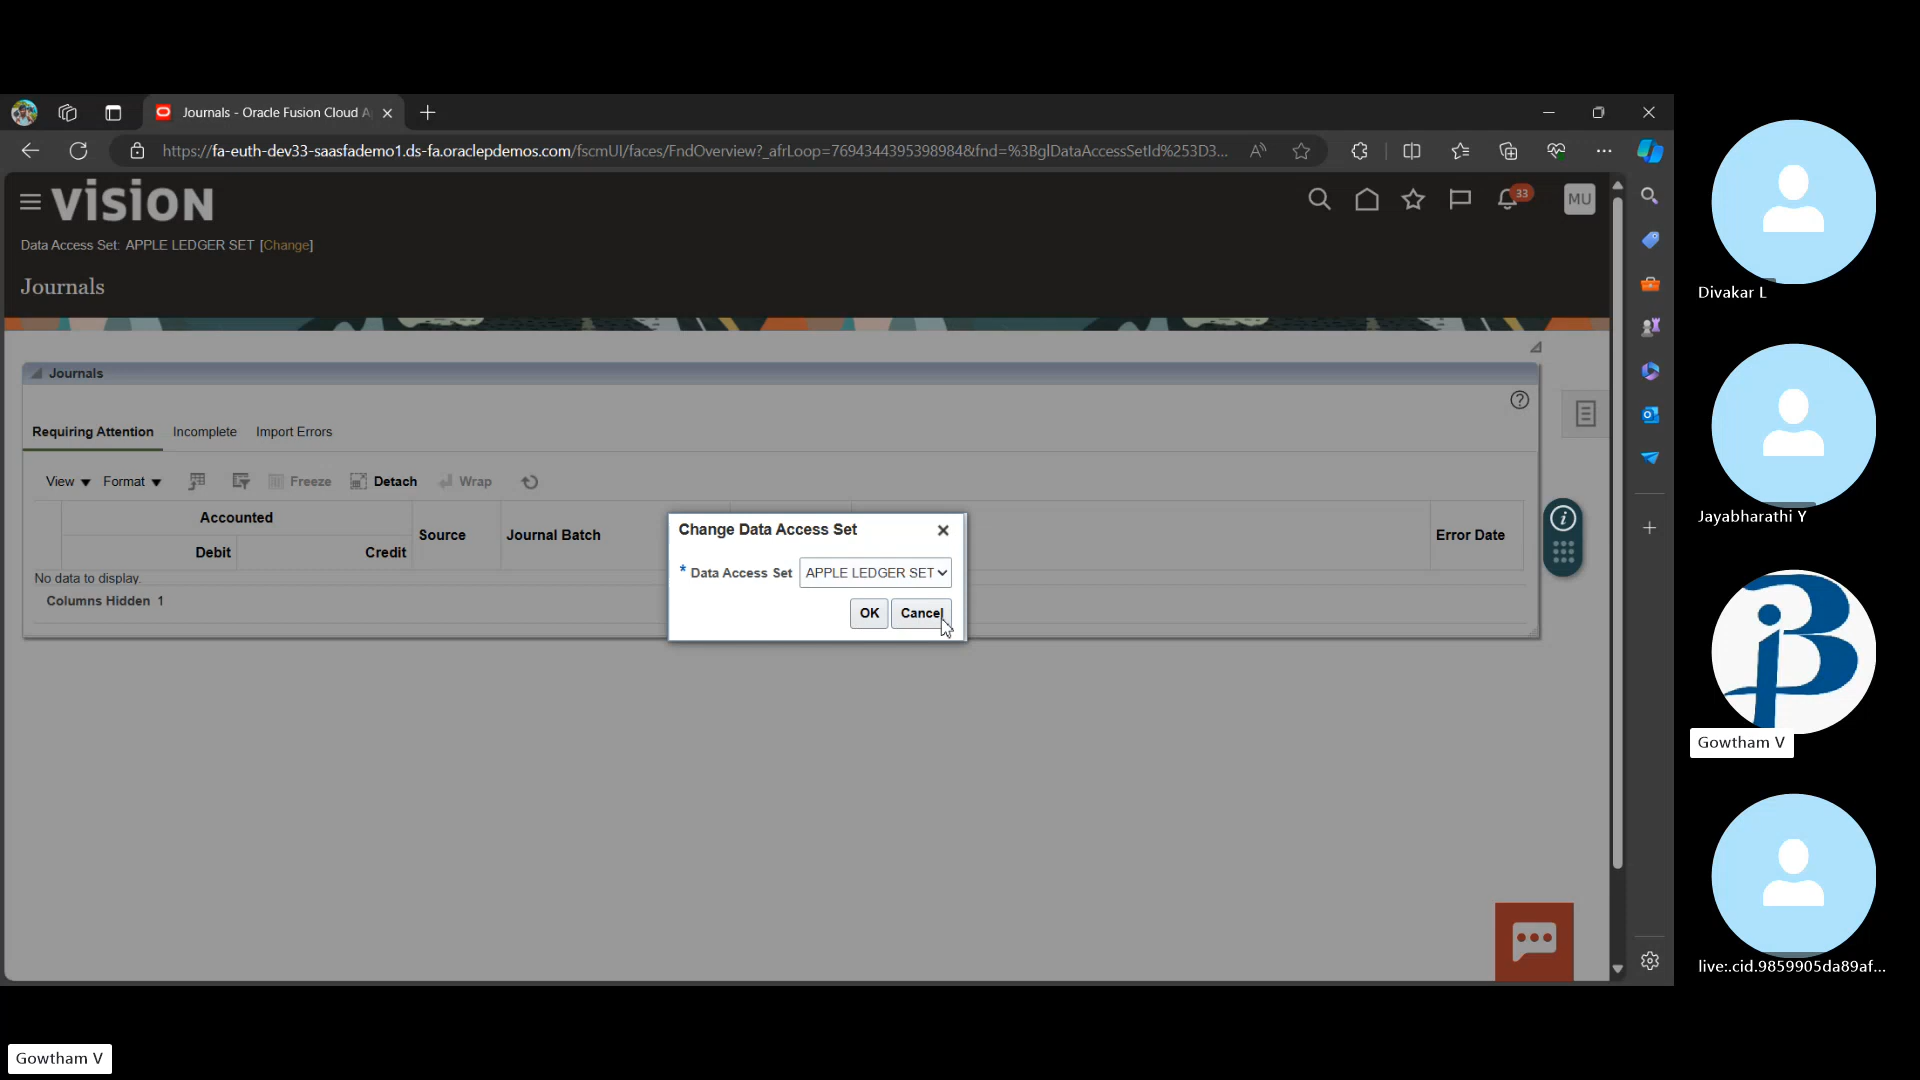 Journals - Oracle Fusion Cloud A
https://fa-euth-dev33-saasfademo1.ds-fa.oraclepdemos.com/fscmUI/faces/FndOverview?_afrLoop=76943443953989848&fnd=%3BglDataAccessSetId%253D3...
VISION
33
MU
Data Access Set: APPLE LEDGER SET [Change]
Journals
Journals
Requiring Attention Incomplete Import Errors
View Format Freeze Detach Wrap
Accounted
Debit Credit Source Journal Batch Error Date
No data to display.
Columns Hidden 1
Change Data Access Set
* Data Access Set APPLE LEDGER SET
OK Cancel
Divakar L
Jayabharathi Y
Gowtham V
live:.cid.9859905da89af...
Gowtham V